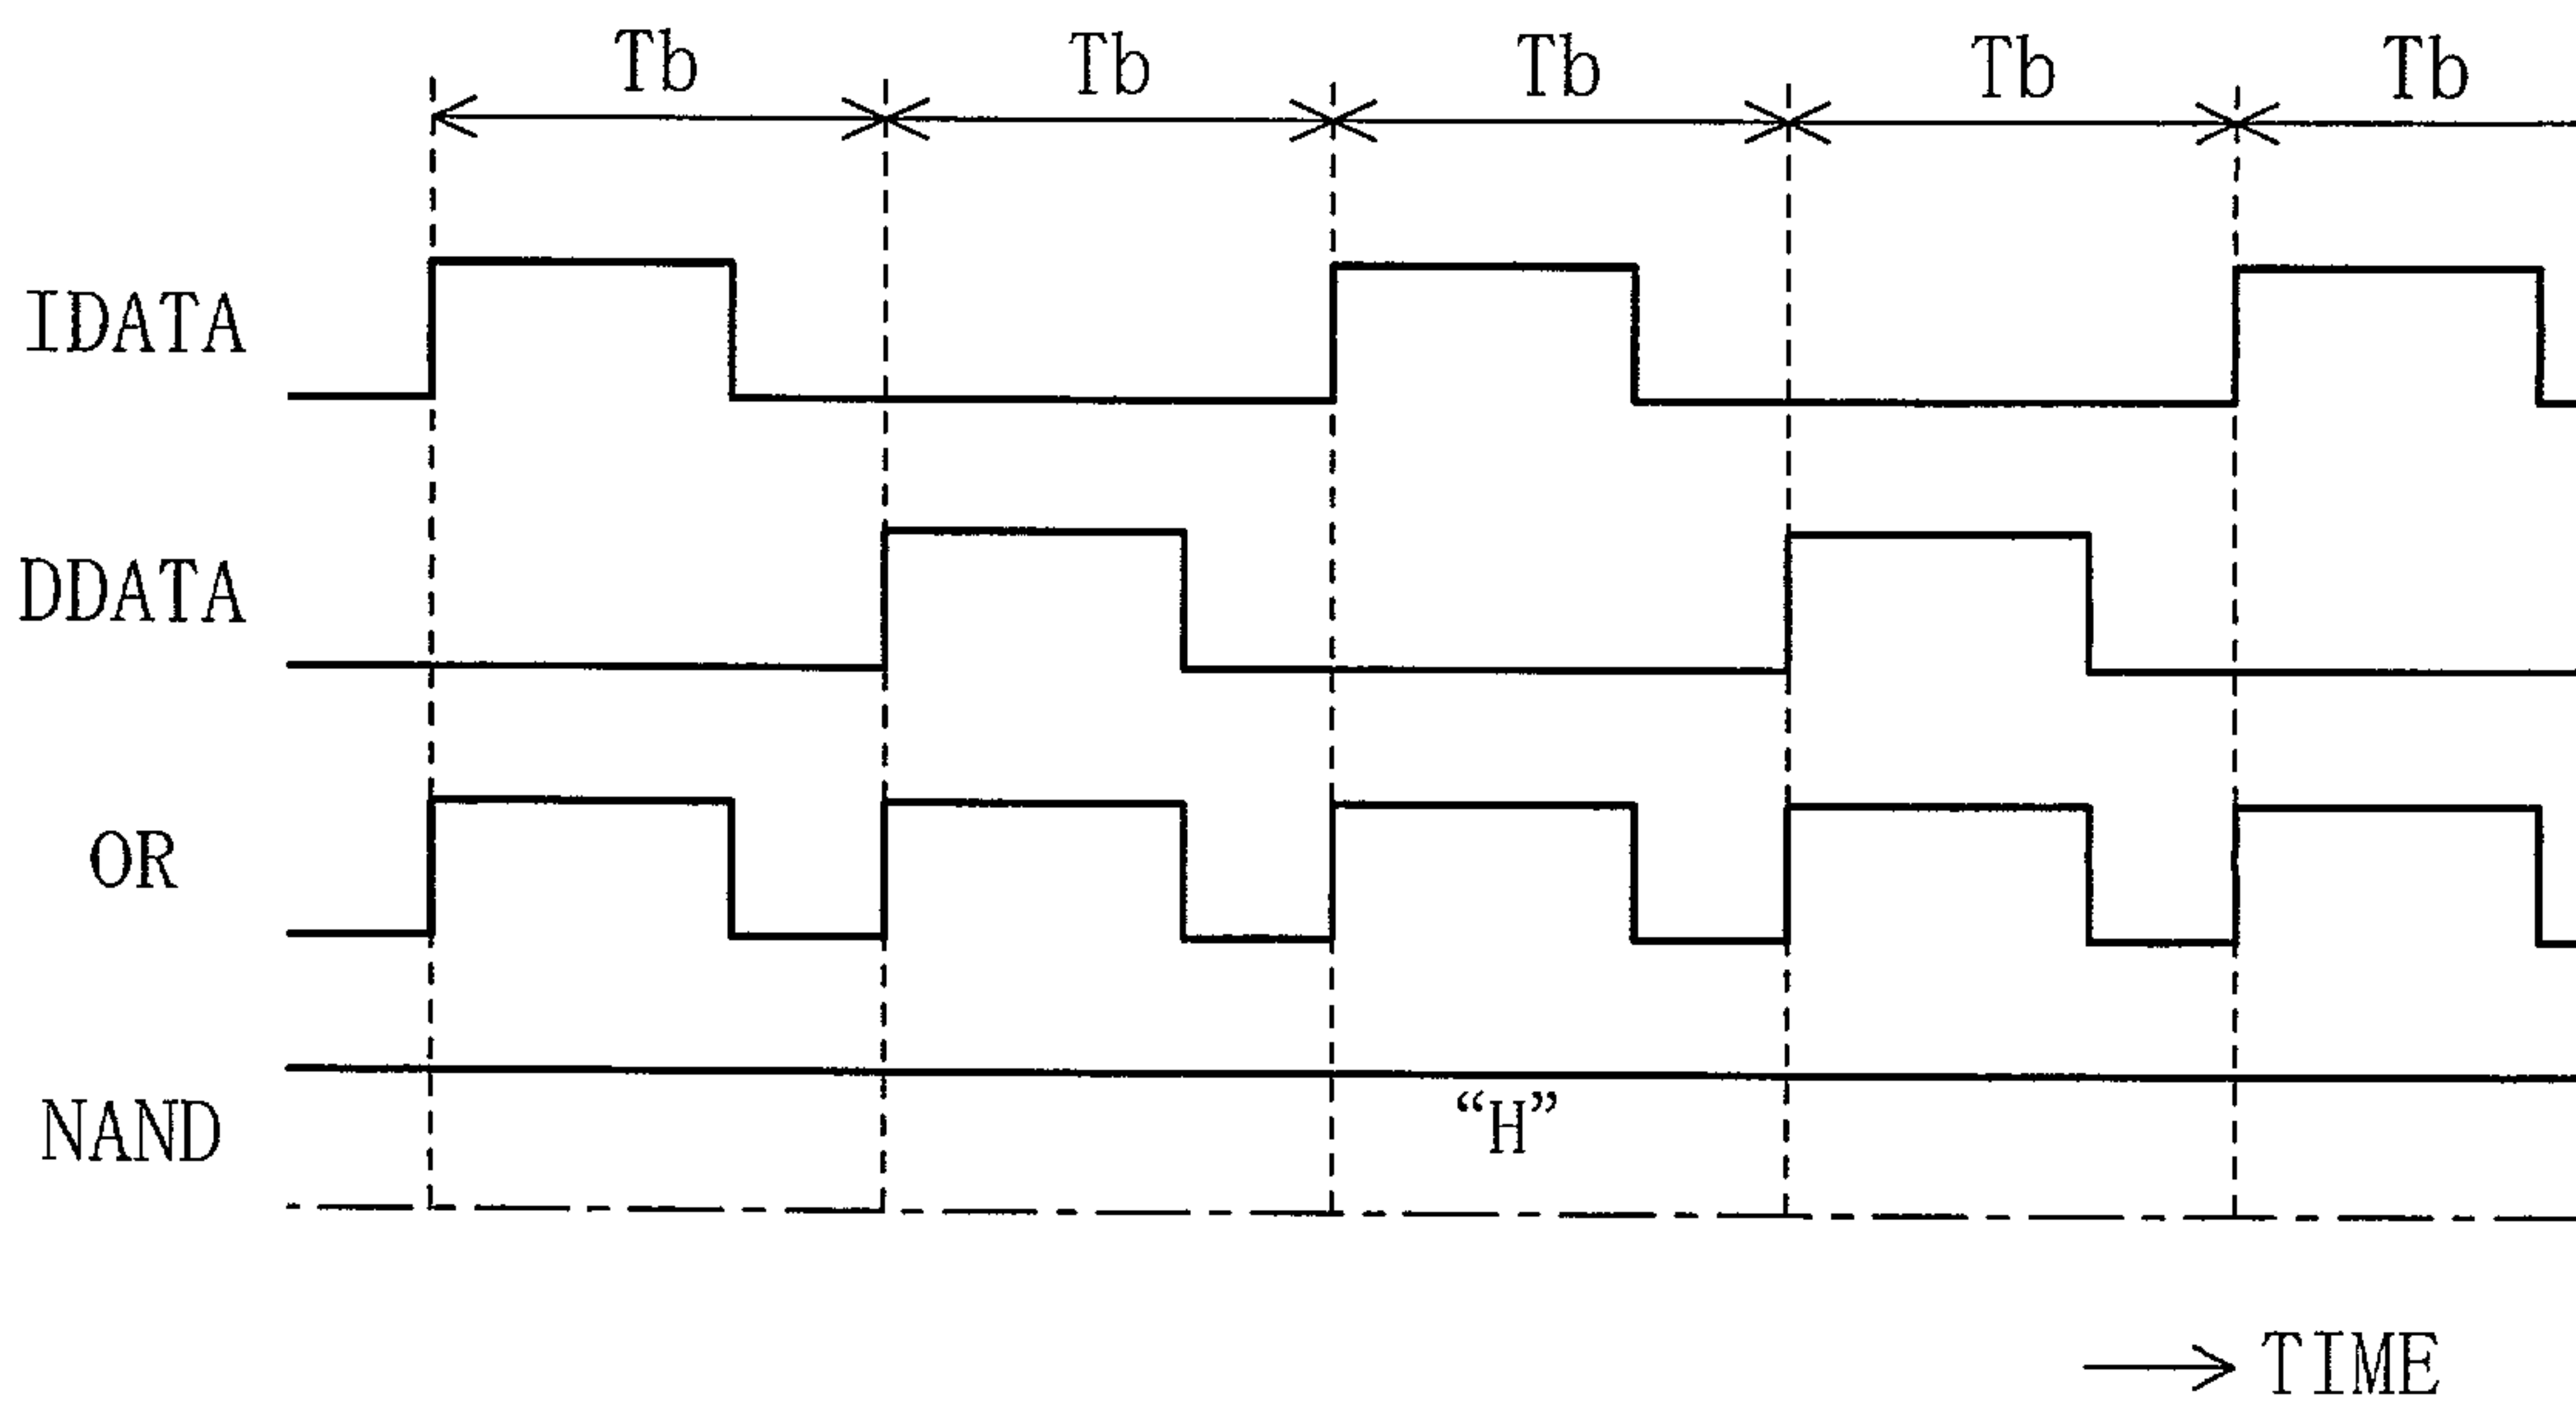 Tb Tb Tb Tb Tb
IDATA
DDATA
OR
NAND
“H”
TIME